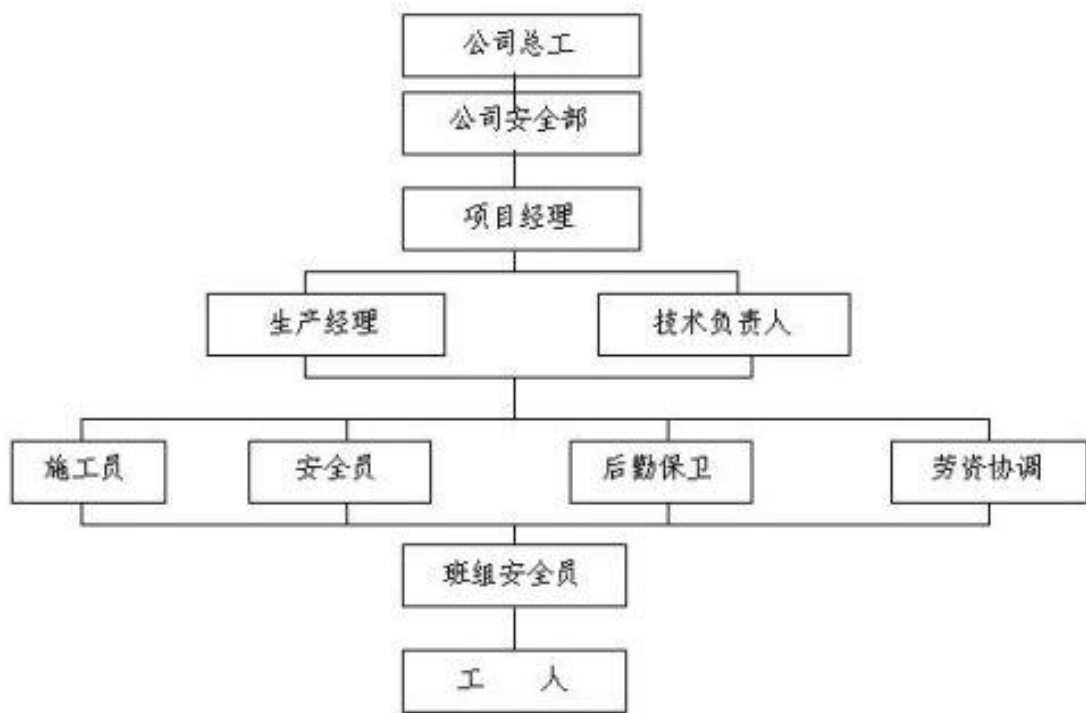 公司总工
公司安全部
项目经理
生产经理
技术负责人
施工员
安全员
后勤保卫
劳资协调
班组安全员
工 人